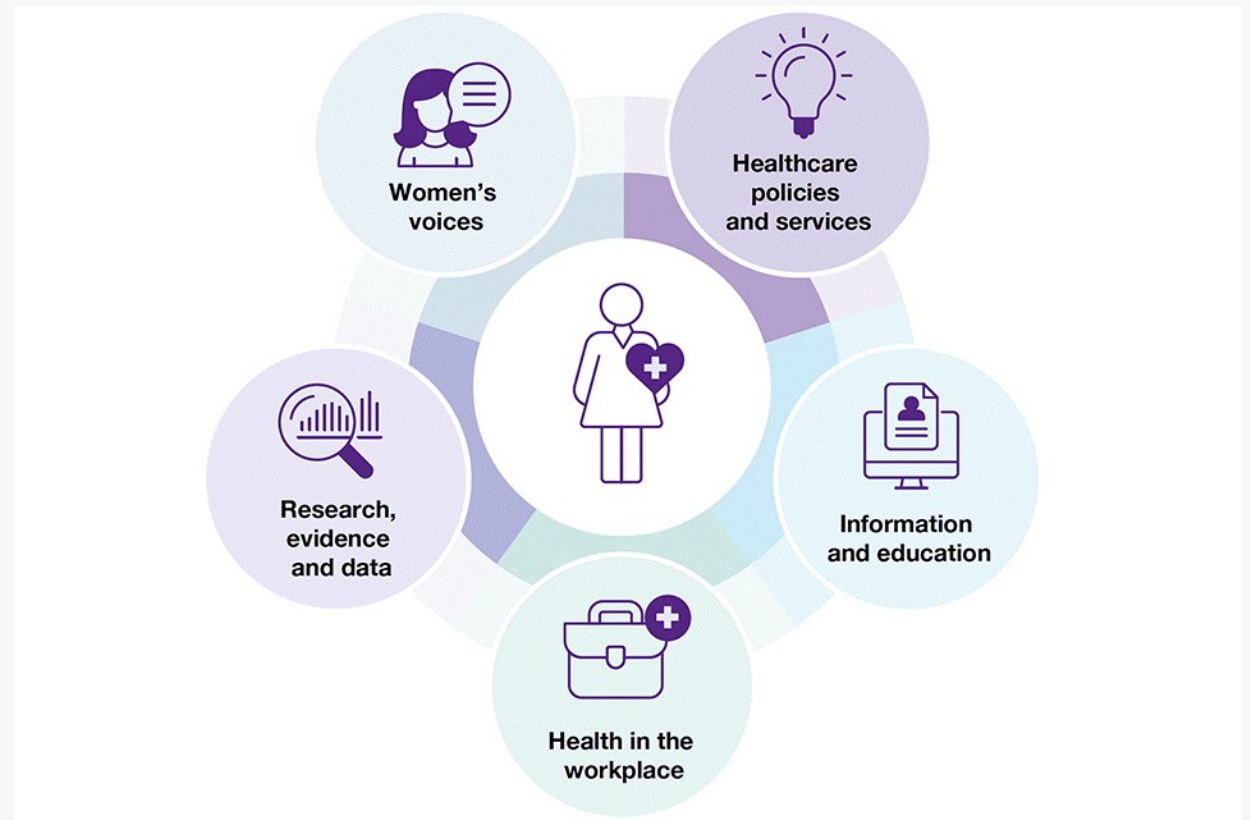 Women's
voices
Healthcare
policies
and services
Research,
evidence
and data
Information
and education
Health in the
workplace